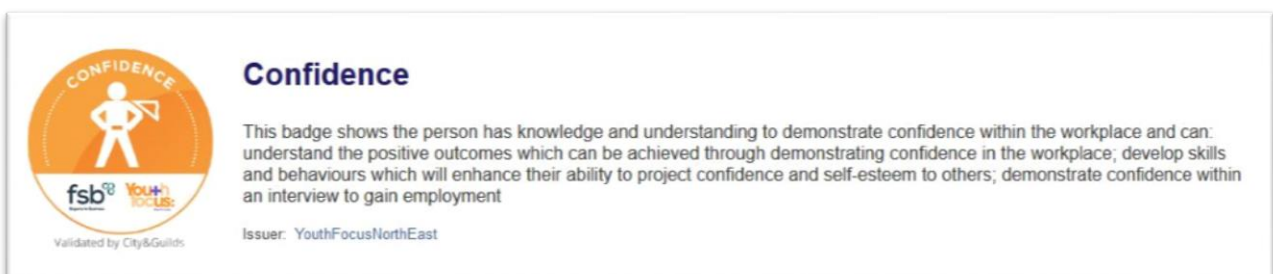 CONFIDENCE
fsb
Youth
focus:
Validated by City&Guilds
Confidence
This badge shows the person has knowledge and understanding to demonstrate confidence within the workplace and can:
understand the positive outcomes which can be achieved through demonstrating confidence in the workplace; develop skills
and behaviours which will enhance their ability to project confidence and self-esteem to others; demonstrate confidence within
an interview to gain employment
Issuer: YouthFocusNorthEast